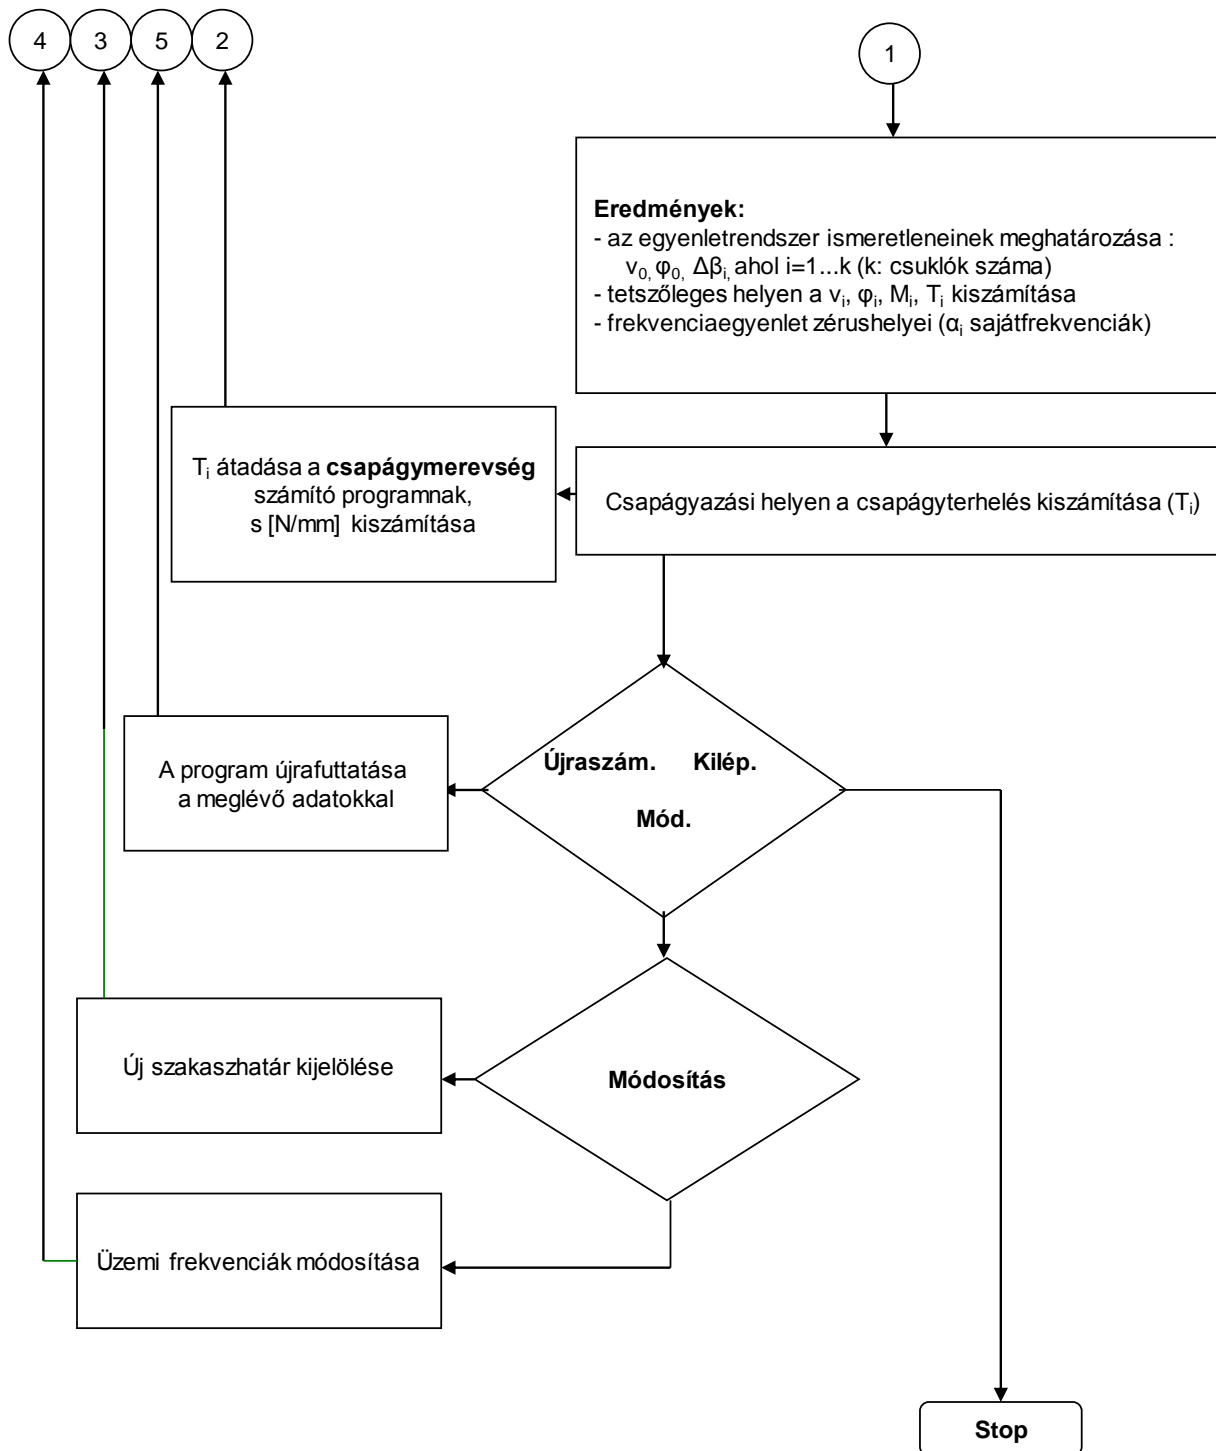 4 3 5 2
1
Eredmények:
- az egyenletrendszer ismeretleneinek meghatározása :
v₀, φ₀, Δβᵢ, ahol i=1...k (k: csuklók száma)
- tetszőleges helyen a vᵢ, φᵢ, Mᵢ, Tᵢ kiszámítása
- frekvenciaegyenlet zérushelyei (αᵢ sajátfrekvenciák)
Tᵢ átadása a csapágymerevség
számító programnak,
s [N/mm] kiszámítása
Csapágyazási helyen a csapágyterhelés kiszámítása (Tᵢ)
Újraszám. Kilép.
Mód.
A program újrafuttatása
a meglévő adatokkal
Új szakaszhatár kijelölése
Módosítás
Üzemi frekvenciák módosítása
Stop